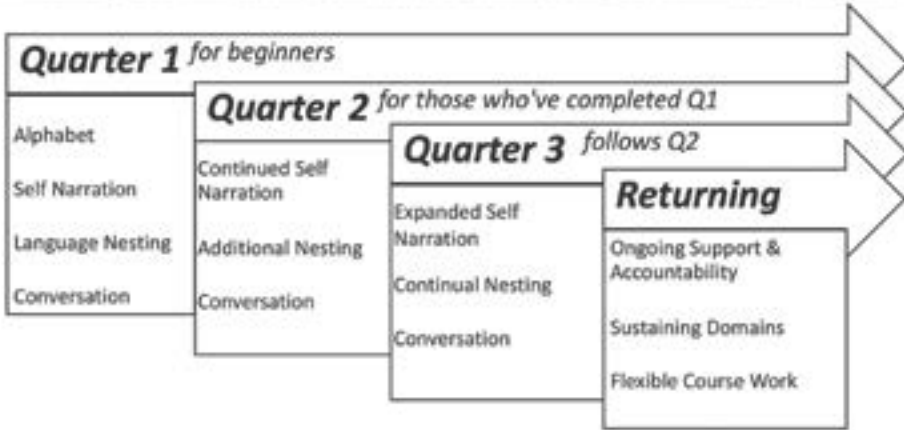 Quarter 1 for beginners
Alphabet
Self Narration
Language Nesting
Conversation
Quarter 2 for those who've completed Q1
Continued Self
Narration
Additional Nesting
Conversation
Quarter 3 follows Q2
Expanded Self
Narration
Continual Nesting
Conversation
Returning
Ongoing Support &
Accountability
Sustaining Domains
Flexible Course Work